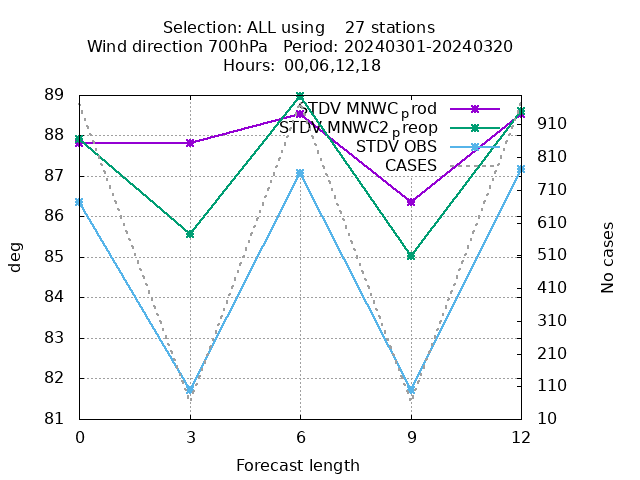 Selection: ALL using    27 stations
Wind direction 700hPa   Period: 20240301-20240320
Hours:  00,06,12,18
STDV MNWC_prod
STDV MNWC2_preop
STDV OBS
CASES
89
88
87
86
85
84
83
82
81
deg
910
810
710
610
510
410
310
210
110
10
No cases
0 3 6 9 12
Forecast length